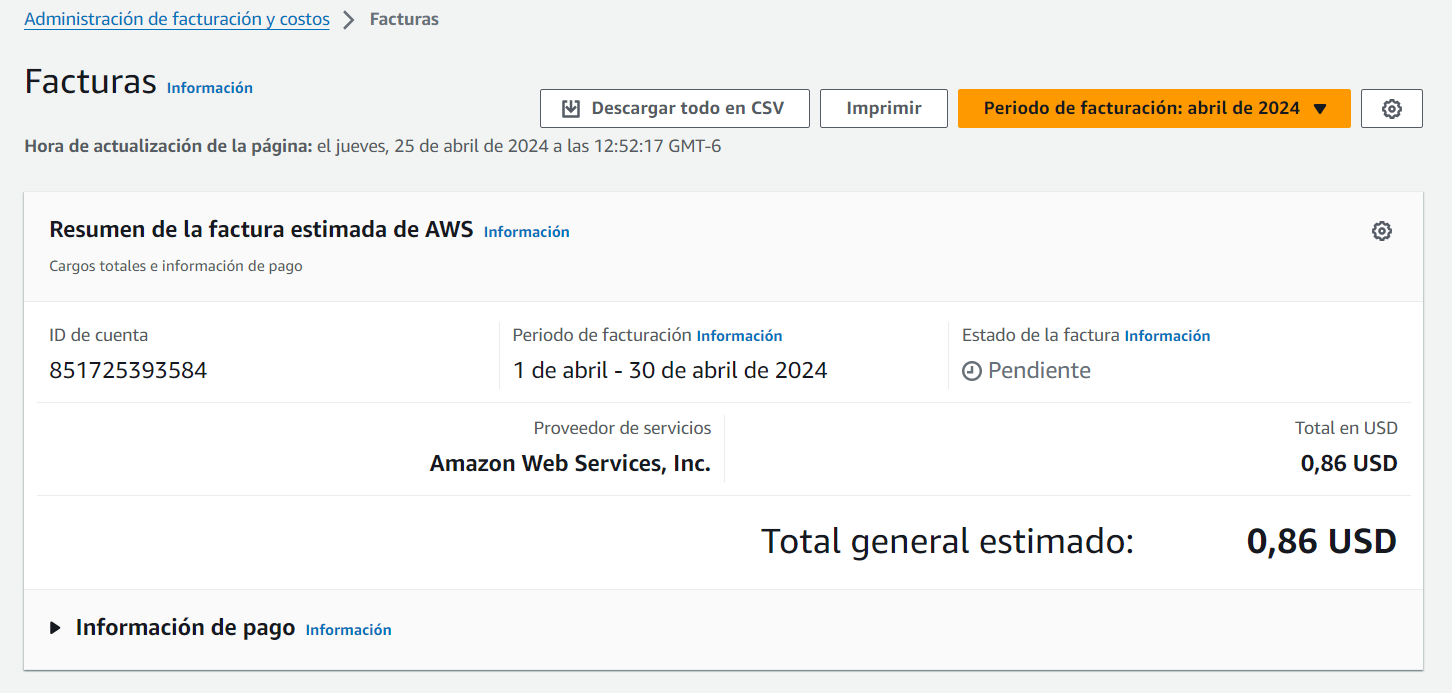 Administración de facturación y costos > Facturas
Facturas Información
Descargar todo en CSV Imprimir Periodo de facturación: abril de 2024
Hora de actualización de la página: el jueves, 25 de abril de 2024 a las 12:52:17 GMT-6
Resumen de la factura estimada de AWS Información
Cargos totales e información de pago
ID de cuenta Periodo de facturación Información Estado de la factura Información
851725393584 1 de abril - 30 de abril de 2024 Pendiente
Proveedor de servicios Total en USD
Amazon Web Services, Inc. 0,86 USD
Total general estimado: 0,86 USD
Información de pago Información